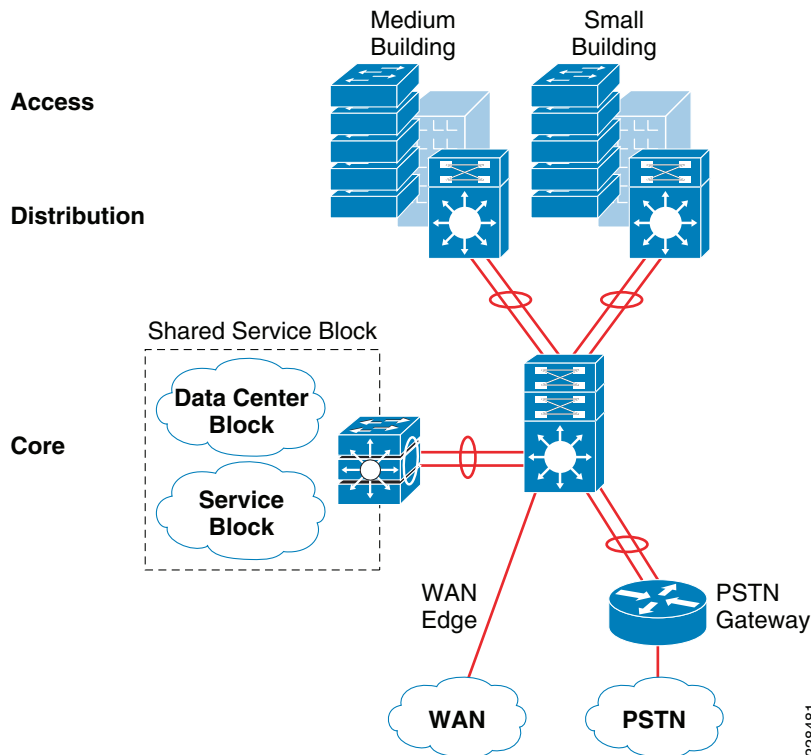 Medium
Building
Small
Building
Access
Distribution
Shared Service Block
Data Center
Block
Core
Service
Block
WAN
Edge
PSTN
Gateway
WAN
PSTN
228481